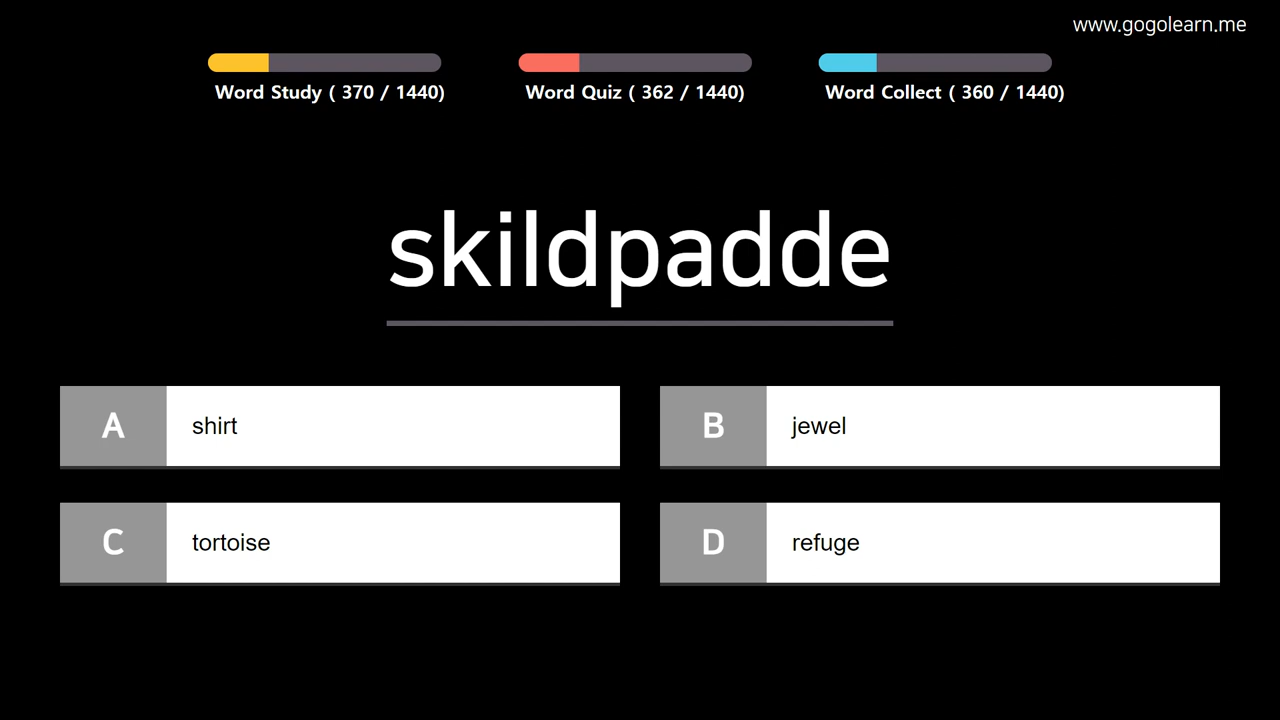 www.gogolearn.me
Word Study ( 370 / 1440)
Word Quiz ( 362 / 1440)
Word Collect ( 360 / 1440)
skildpadde
A shirt
B jewel
C tortoise
D refuge